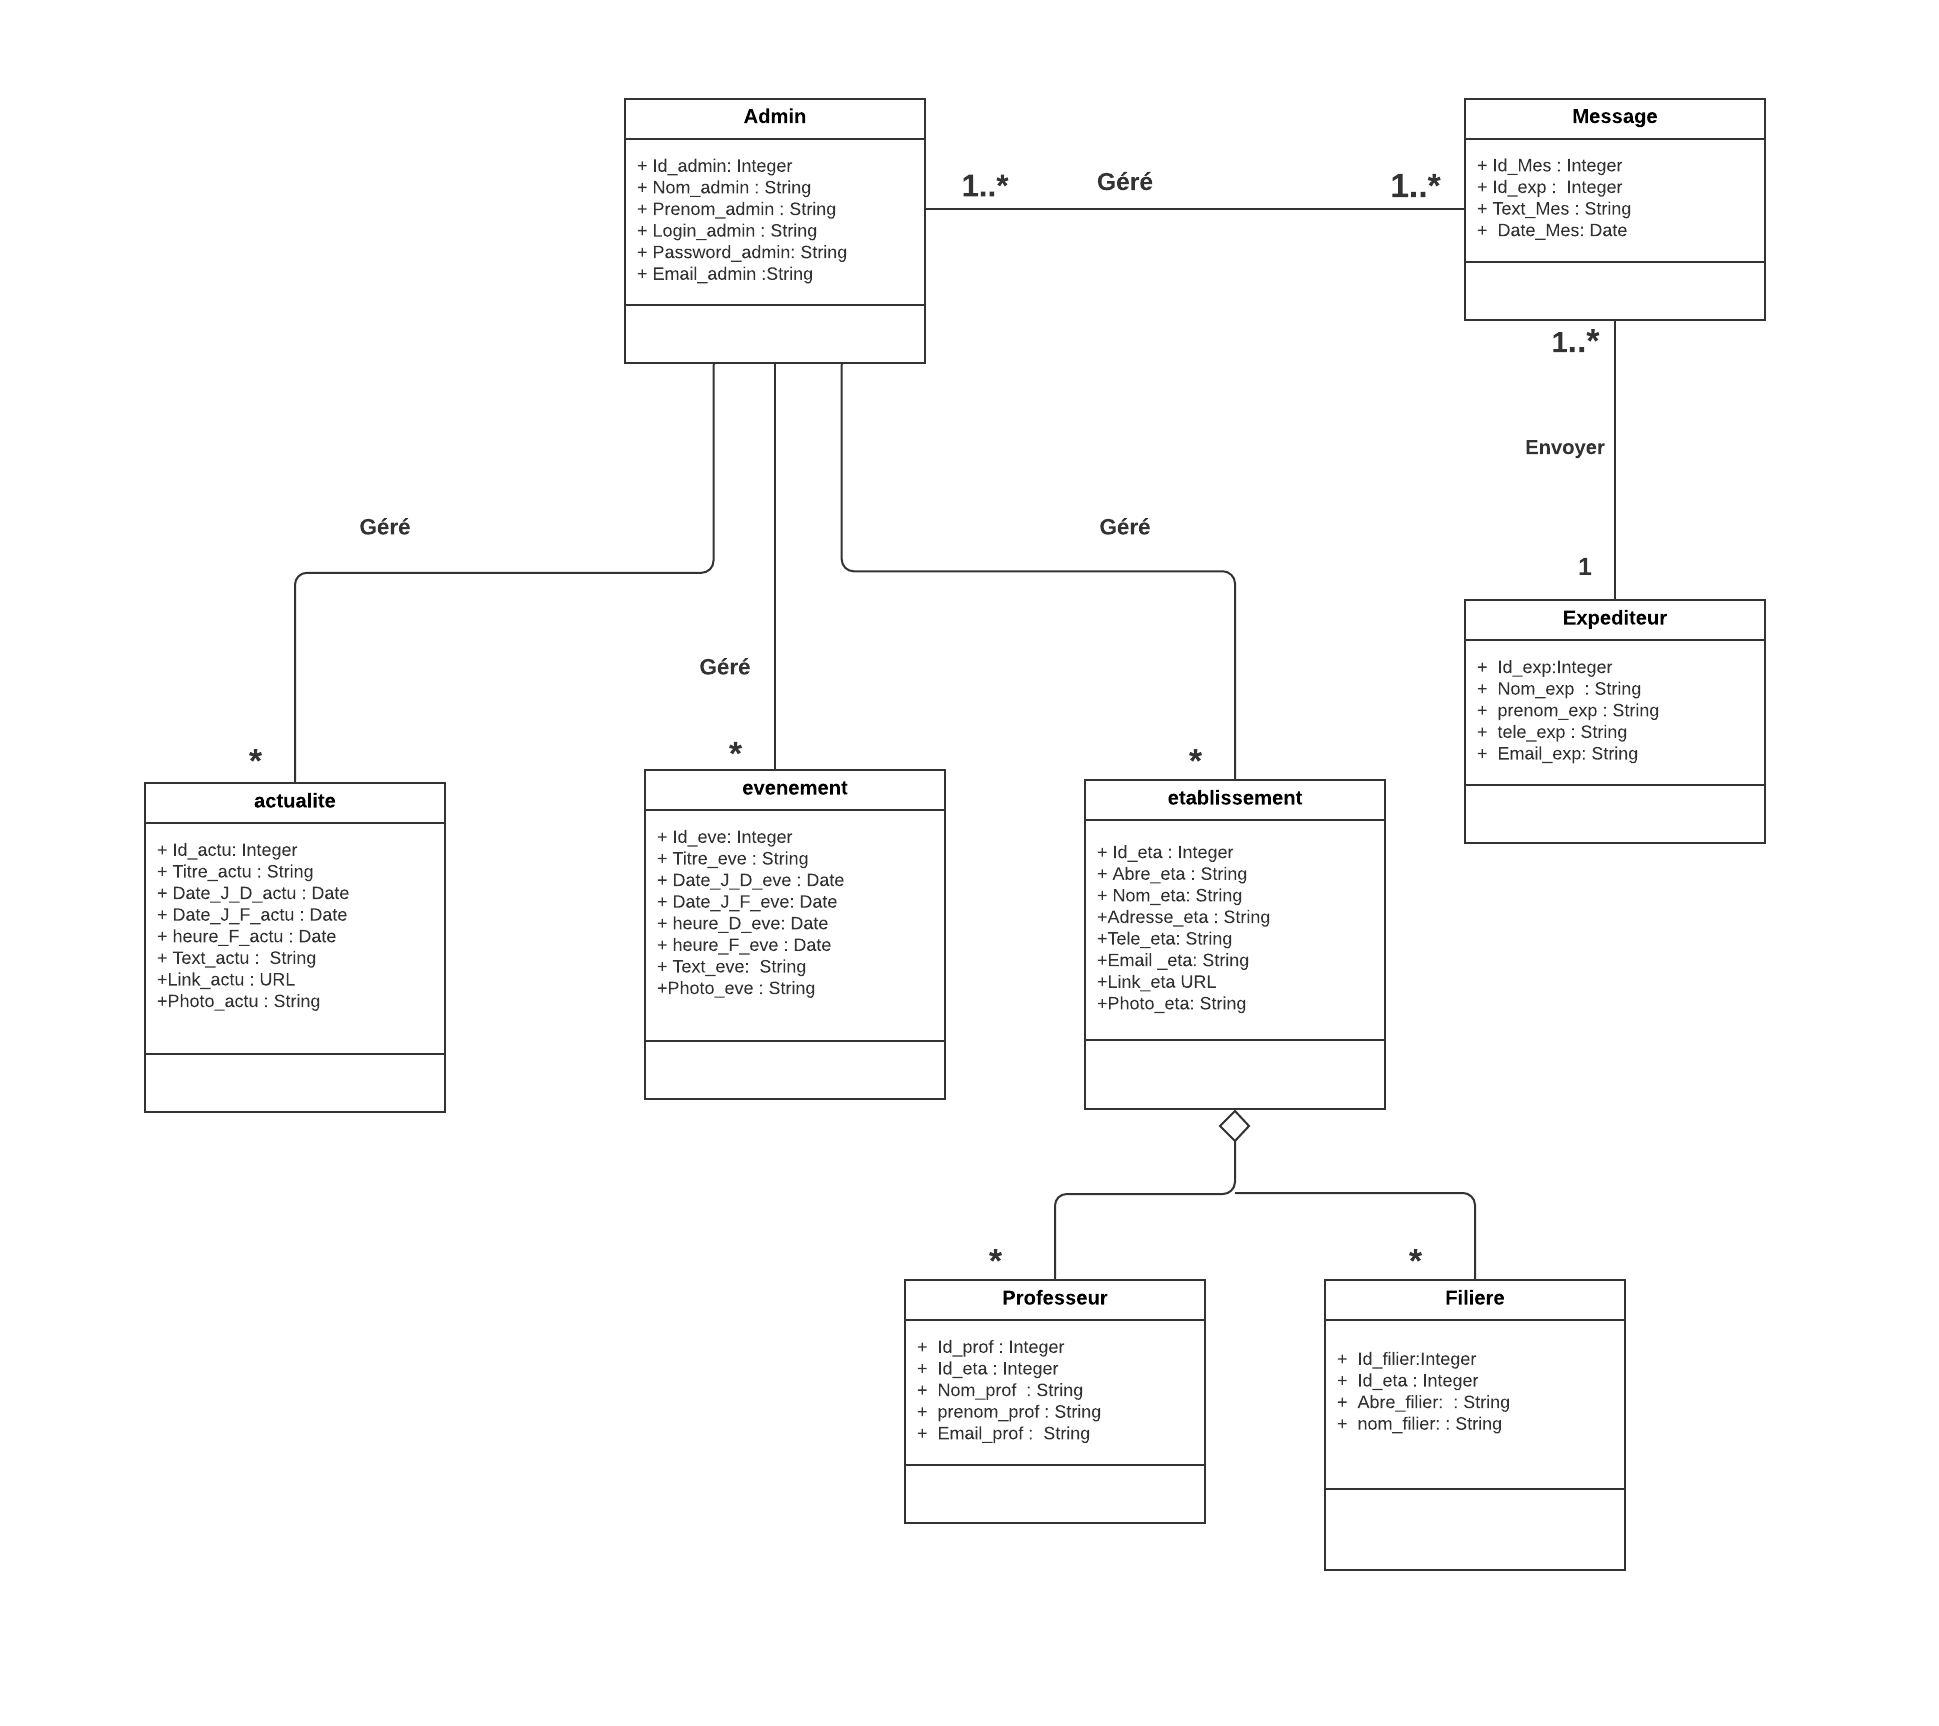 Admin
+ Id_admin: Integer
+ Nom_admin : String
+ Prenom_admin : String
+ Login_admin : String
+ Password_admin: String
+ Email_admin :String
1..*
Géré
1..*
Message
+ Id_Mes : Integer
+ Id_exp :  Integer
+ Text_Mes : String
+  Date_Mes: Date
1..*
Envoyer
1
Expediteur
+  Id_exp:Integer
+  Nom_exp  : String
+  prenom_exp : String
+  tele_exp : String
+  Email_exp: String
Géré
Géré
Géré
*
*
*
actualite
+ Id_actu: Integer
+ Titre_actu : String
+ Date_J_D_actu : Date
+ Date_J_F_actu : Date
+ heure_F_actu : Date
+ Text_actu :  String
+Link_actu : URL
+Photo_actu : String
evenement
+ Id_eve: Integer
+ Titre_eve : String
+ Date_J_D_eve : Date
+ Date_J_F_eve: Date
+ heure_D_eve: Date
+ heure_F_eve : Date
+ Text_eve:  String
+Photo_eve : String
etablissement
+ Id_eta : Integer
+ Abre_eta : String
+ Nom_eta: String
+Adresse_eta : String
+Tele_eta: String
+Email _eta: String
+Link_eta URL
+Photo_eta: String
*
*
Professeur
+  Id_prof : Integer
+  Id_eta : Integer
+  Nom_prof  : String
+  prenom_prof : String
+  Email_prof :  String
Filiere
+  Id_filier:Integer
+  Id_eta : Integer
+  Abre_filier:  : String
+  nom_filier: : String